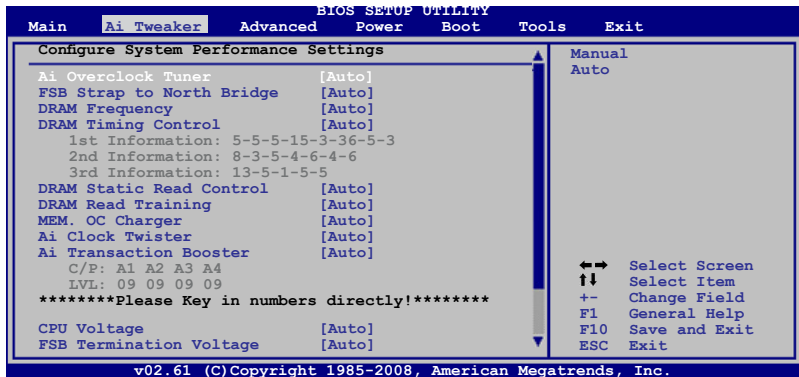 BIOS SETUP UTILITY
Main Ai Tweaker Advanced Power Boot Tools Exit
Configure System Performance Settings
Ai Overclock Tuner [Auto]
FSB Strap to North Bridge [Auto]
DRAM Frequency [Auto]
DRAM Timing Control [Auto]
1st Information: 5-5-5-15-3-36-5-3
2nd Information: 8-3-5-4-6-4-6
3rd Information: 13-5-1-5-5
DRAM Static Read Control [Auto]
DRAM Read Training [Auto]
MEM. OC Charger [Auto]
Ai Clock Twister [Auto]
Ai Transaction Booster [Auto]
C/P: A1 A2 A3 A4
LVL: 09 09 09 09
********Please Key in numbers directly!********
CPU Voltage [Auto]
FSB Termination Voltage [Auto]
Manual
Auto
←→ Select Screen
↑↓ Select Item
+- Change Field
F1 General Help
F10 Save and Exit
ESC Exit
v02.61 (C)Copyright 1985-2008, American Megatrends, Inc.